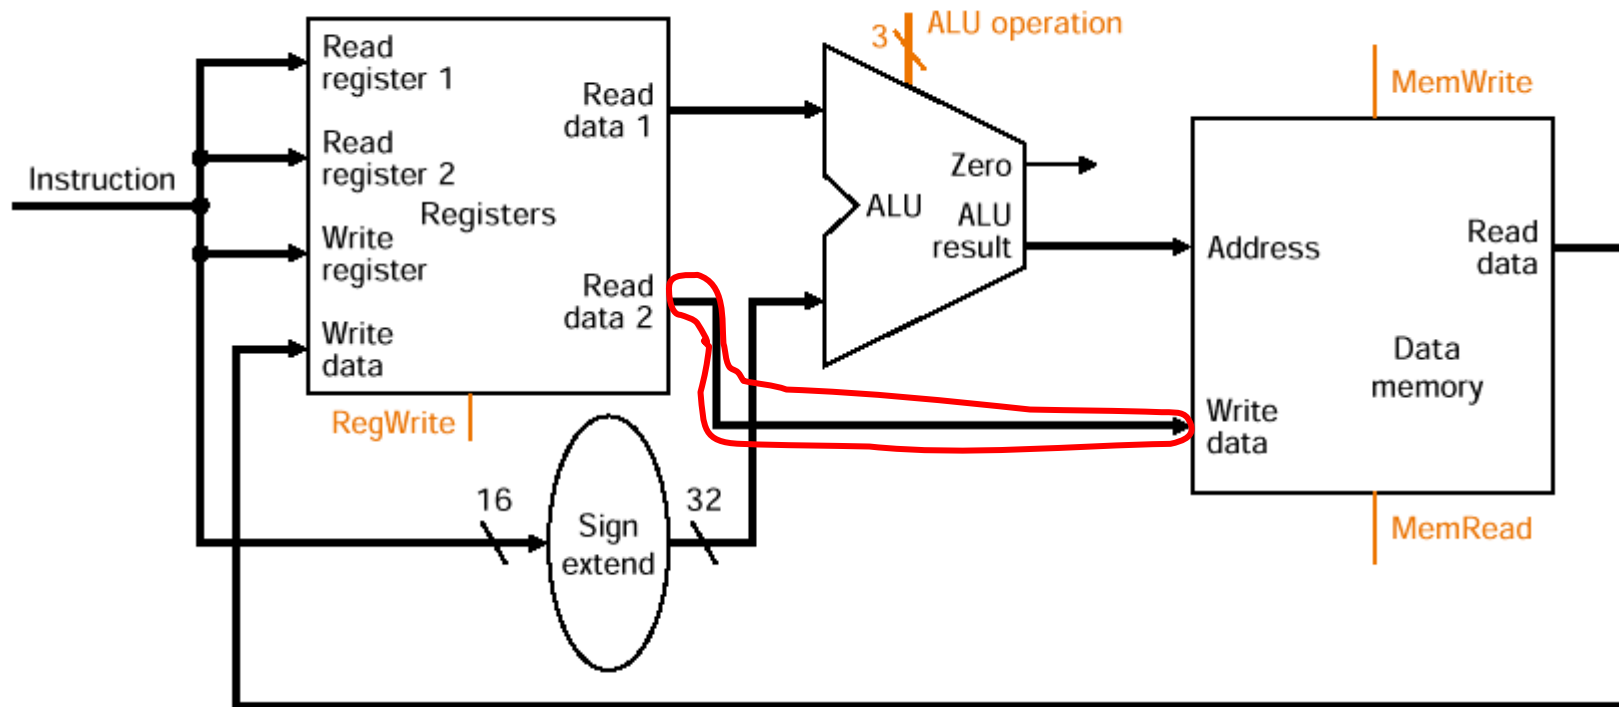 Instruction
Read
register 1
Read
register 2
Registers
Write
register
Write
data
Read
data 1
Read
data 2
RegWrite
16
Sign
extend
32
3
ALU operation
Zero
ALU
ALU
result
MemWrite
Address
Read
data
Data
memory
Write
data
MemRead